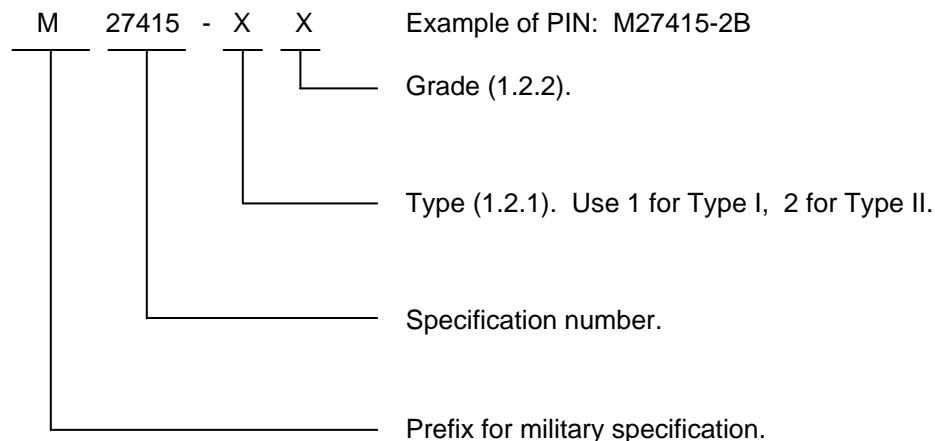 M 27415 - X X Example of PIN: M27415-2B
Grade (1.2.2).
Type (1.2.1). Use 1 for Type I, 2 for Type II.
Specification number.
Prefix for military specification.